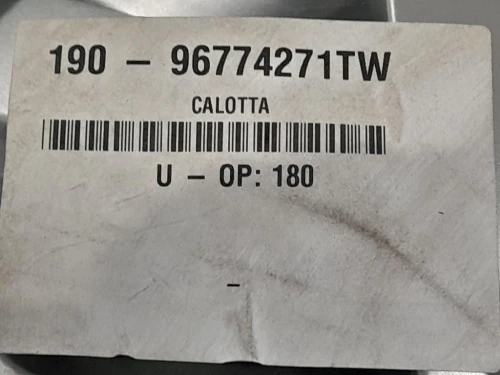 190 – 96774271TW
CALOTTA
U – OP: 180
–